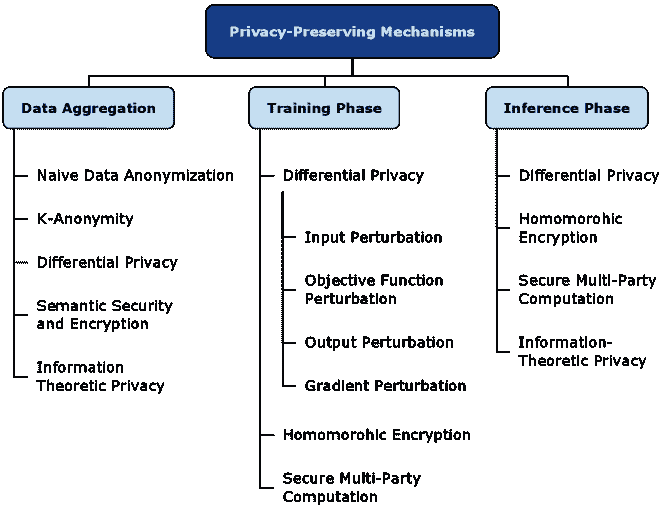 Privacy-Preserving Mechanisms
Data Aggregation
Naive Data Anonymization
K-Anonymity
Differential Privacy
Semantic Security
and Encryption
Information
Theoretic Privacy
Training Phase
Differential Privacy
Input Perturbation
Objective Function
Perturbation
Output Perturbation
Gradient Perturbation
Homomorohic Encryption
Secure Multi-Party
Computation
Inference Phase
Differential Privacy
Homomorohic
Encryption
Secure Multi-Party
Computation
Information-
Theoretic Privacy